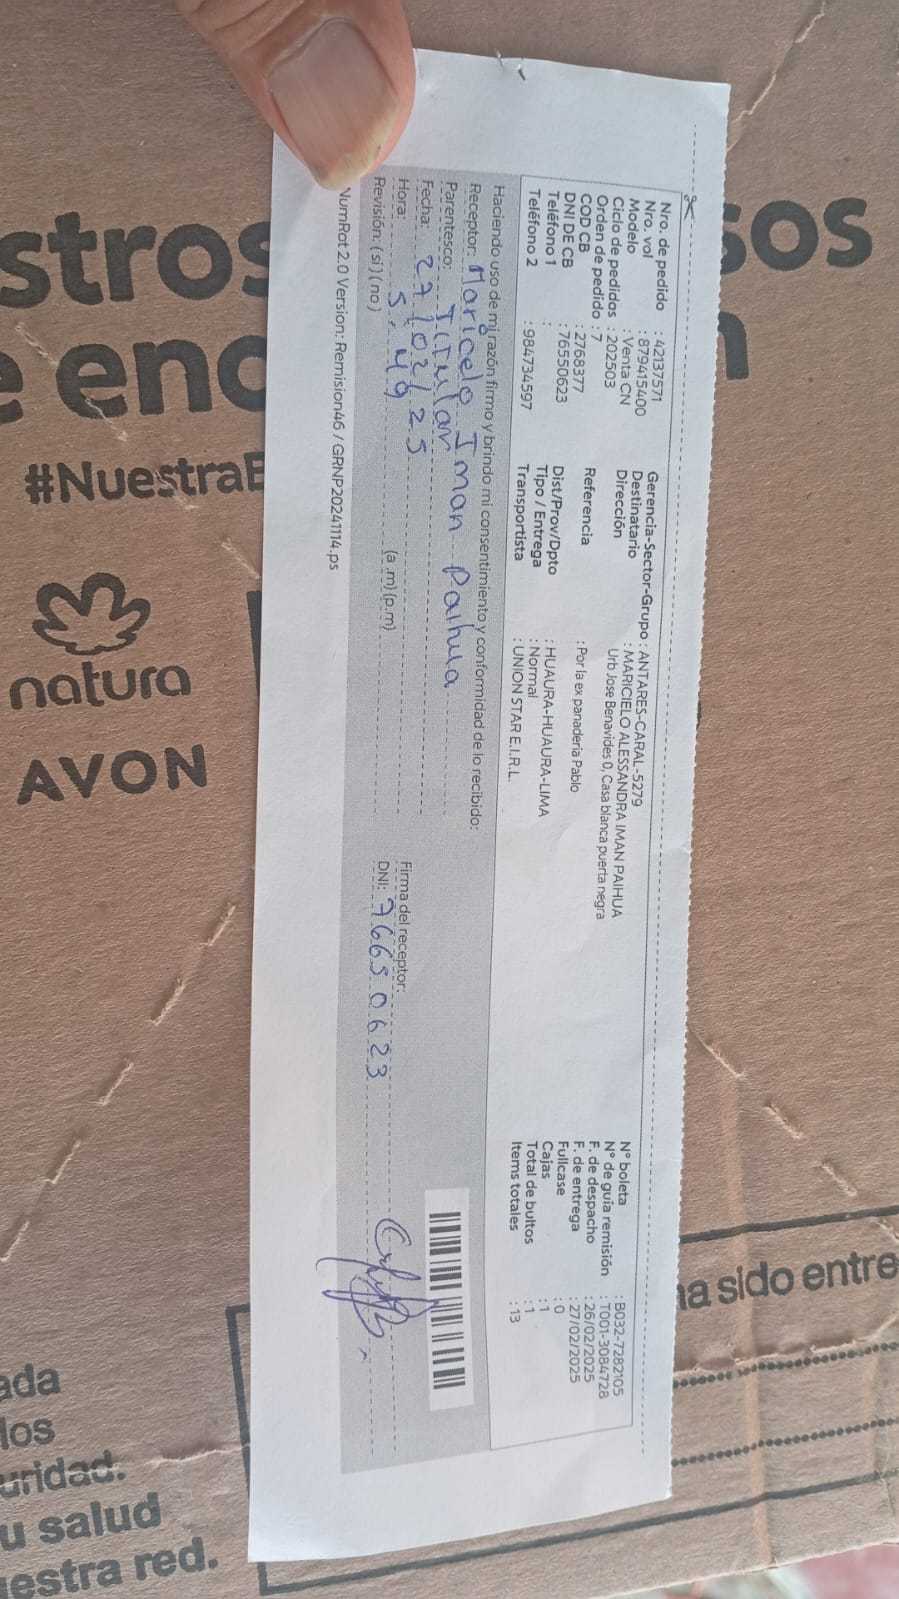 Nro. de pedido : 42137571
Nro. vol : 879415400
Modelo : Venta CN
Ciclo de pedidos : 202503
Orden de pedido : 7
COD CB : 2768377
DNI DE CB : 76550623
Teléfono 1 :
Teléfono 2 : 984734597
Gerencia-Sector-Grupo : ANTARES-CARAL-5279
Destinatario : MARICIELO ALESSANDRA IMAN PAIHUA
Dirección Urb Jose Benavides 0, Casa blanca puerta negra
Referencia : Por la ex panadería Pablo
Dist/Prov/Dpto : HUAURA-HUAURA-LIMA
Tipo / Entrega : Normal
Transportista : UNION STAR E.I.R.L.
N° boleta : B032-7282105
N° de guía remisión : T001-3084728
F. de despacho : 26/02/2025
F. de entrega : 27/02/2025
Fullcase : 0
Cajas : 1
Total de bultos : 1
Items totales : 13
Haciendo uso de mi razón firmo y brindo mi consentimiento y conformidad de lo recibido:
Receptor: Maricielo Iman Paihua
Parentesco: Titular
Fecha: 27/02/25
Hora: 5:49 (a .m) (p.m)
Revisión: (si) (no)
Firma del receptor:
DNI: 76650623
NumRot 2.0 Version: Remision46 / GRNP20241114.ps
stros
sos
e enc
#NuestraE
natura
AVON
ha sido entre
ada
los
uridad.
u salud
uestra red.